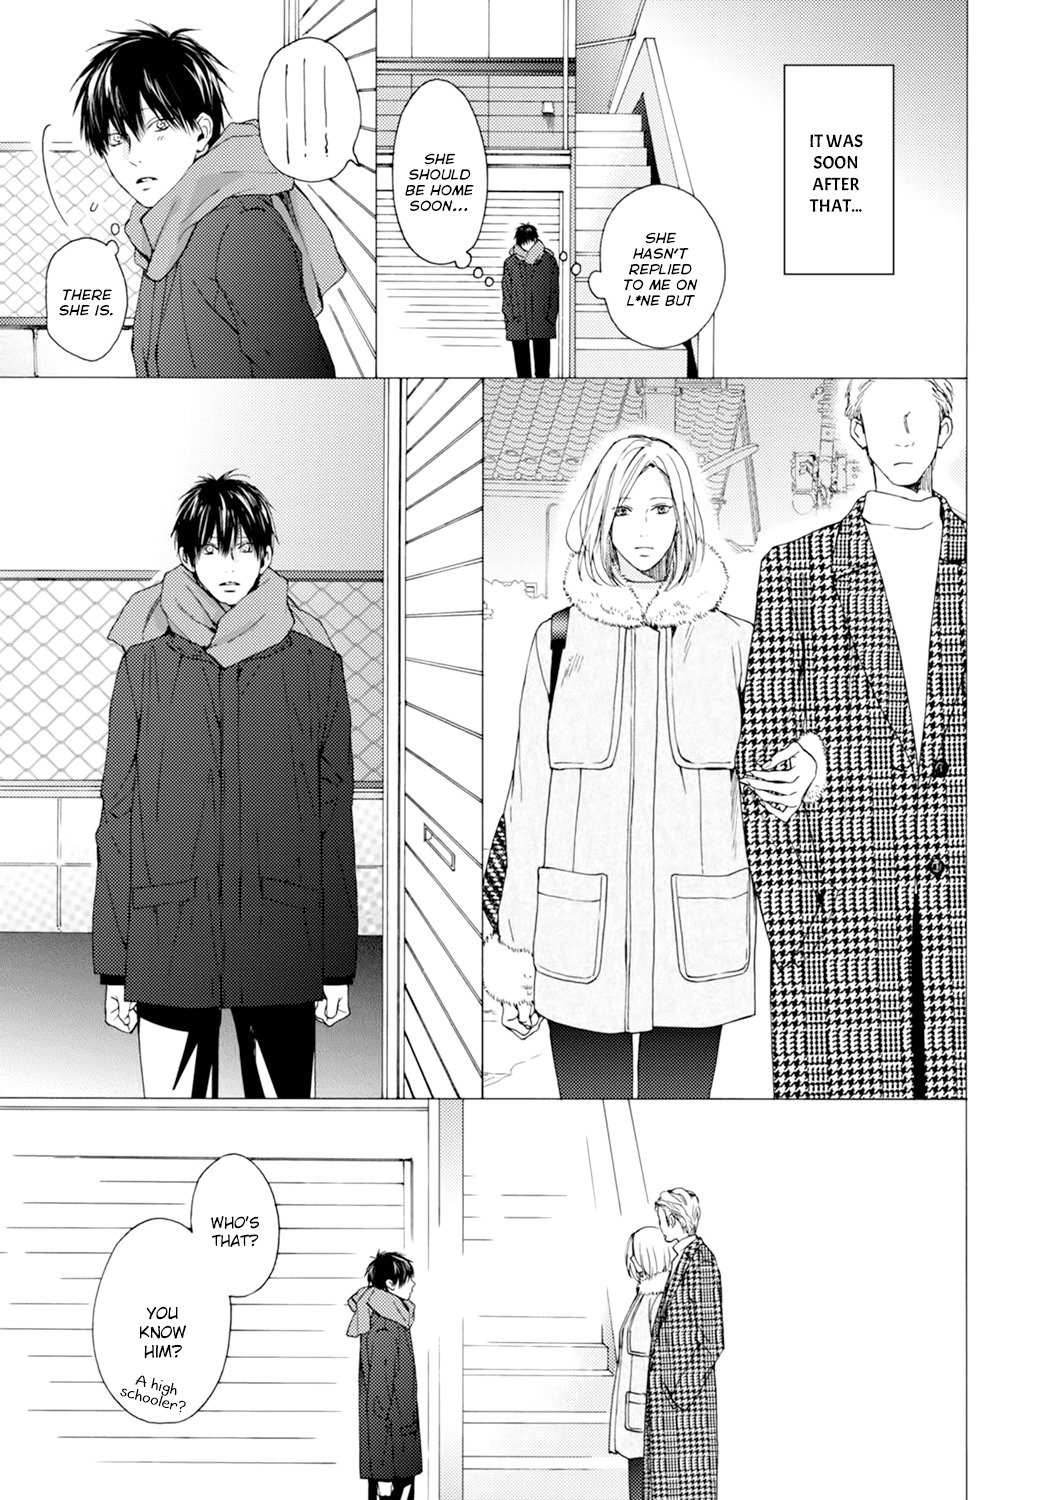 IT WAS
SOON
AFTER
THAT...
SHE
HASN'T
REPLIED
TO ME ON
L*NE BUT
SHE
SHOULD
BE HOME
SOON...
THERE
SHE IS.
WHO'S
THAT?
YOU
KNOW
HIM?
A high
schooler?